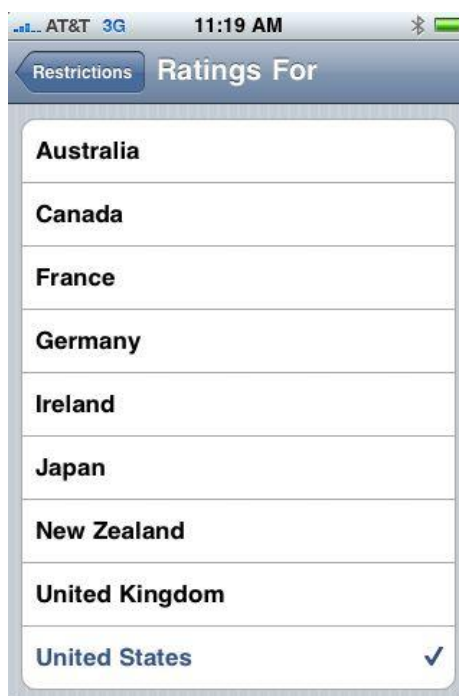 AT&T 3G 11:19 AM
Restrictions Ratings For
Australia
Canada
France
Germany
Ireland
Japan
New Zealand
United Kingdom
United States